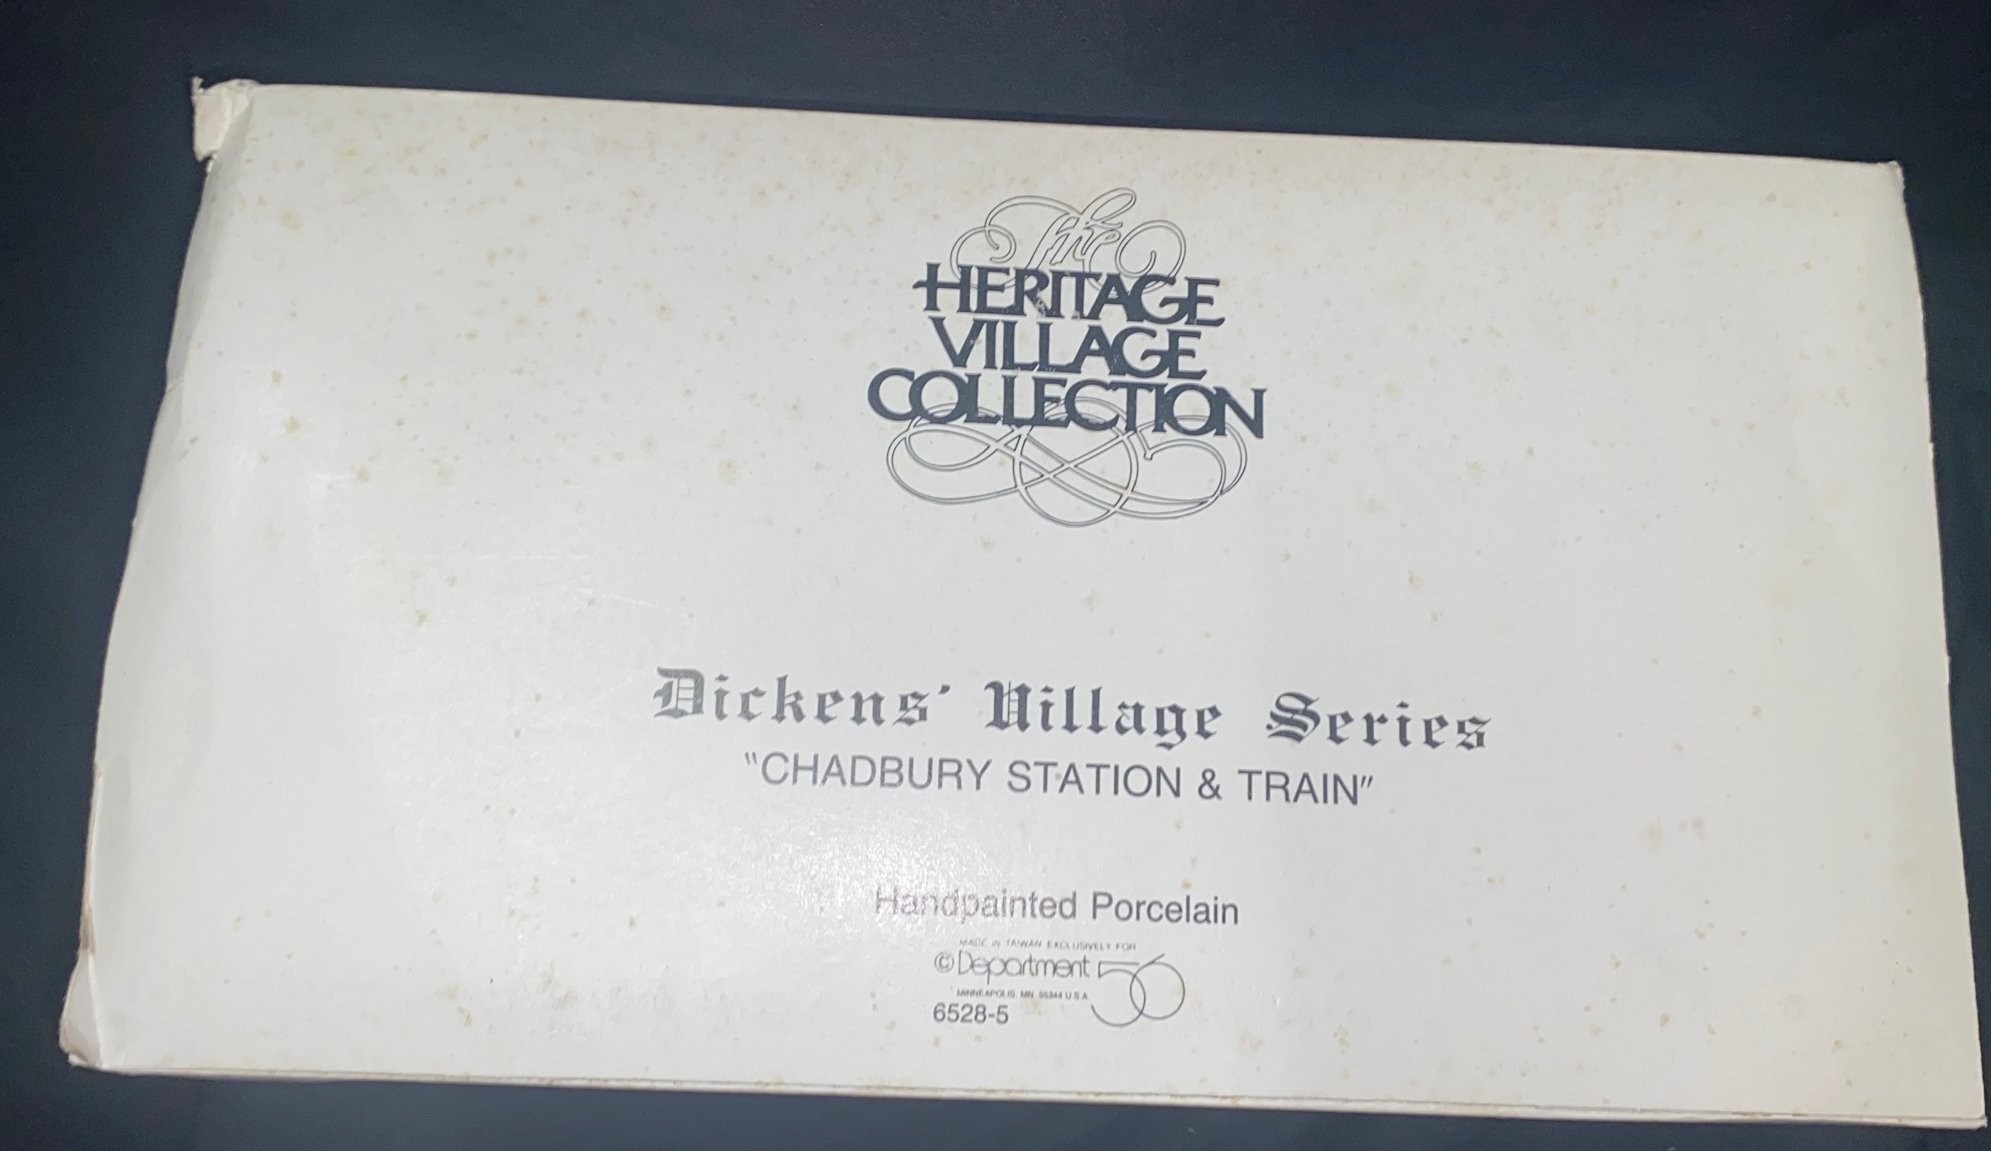 The
HERITAGE
VILLAGE
COLLECTION
Dickens' Village Series
"CHADBURY STATION & TRAIN"
Handpainted Porcelain
MADE IN TAIWAN EXCLUSIVELY FOR
©Department 56
MINNEAPOLIS, MN 55344 U S A
6528-5